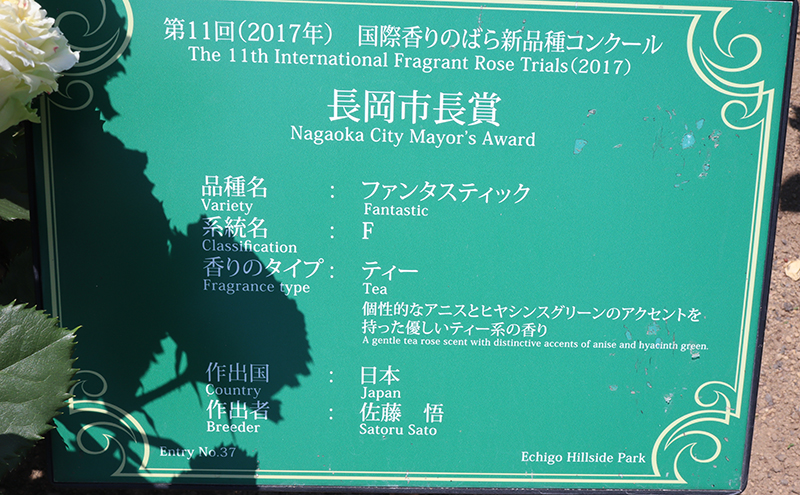 第11回（2017年）　国際香りのばら新品種コンクール
The 11th International Fragrant Rose Trials(2017)
長岡市長賞
Nagaoka City Mayor's Award
品種名 : ファンタスティック
Variety Fantastic
系統名 : F
Classification
香りのタイプ : ティー
Fragrance type Tea
個性的なアニスとヒヤシンスグリーンのアクセントを
持った優しいティー系の香り
A gentle tea rose scent with distinctive accents of anise and hyacinth green.
作出国 : 日本
Country Japan
作出者 : 佐藤　悟
Breeder Satoru Sato
Entry No.37 Echigo Hillside Park